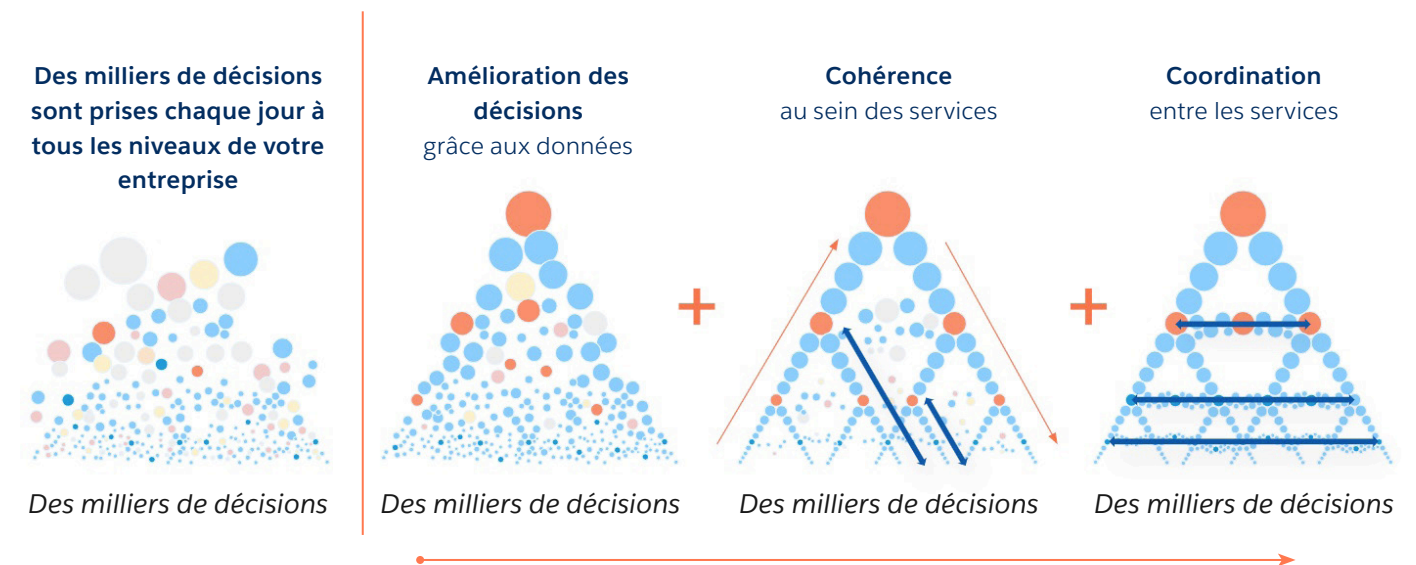 Des milliers de décisions
sont prises chaque jour à
tous les niveaux de votre
entreprise
Des milliers de décisions
Amélioration des
décisions
grâce aux données
Des milliers de décisions
+
Cohérence
au sein des services
Des milliers de décisions
+
Coordination
entre les services
Des milliers de décisions